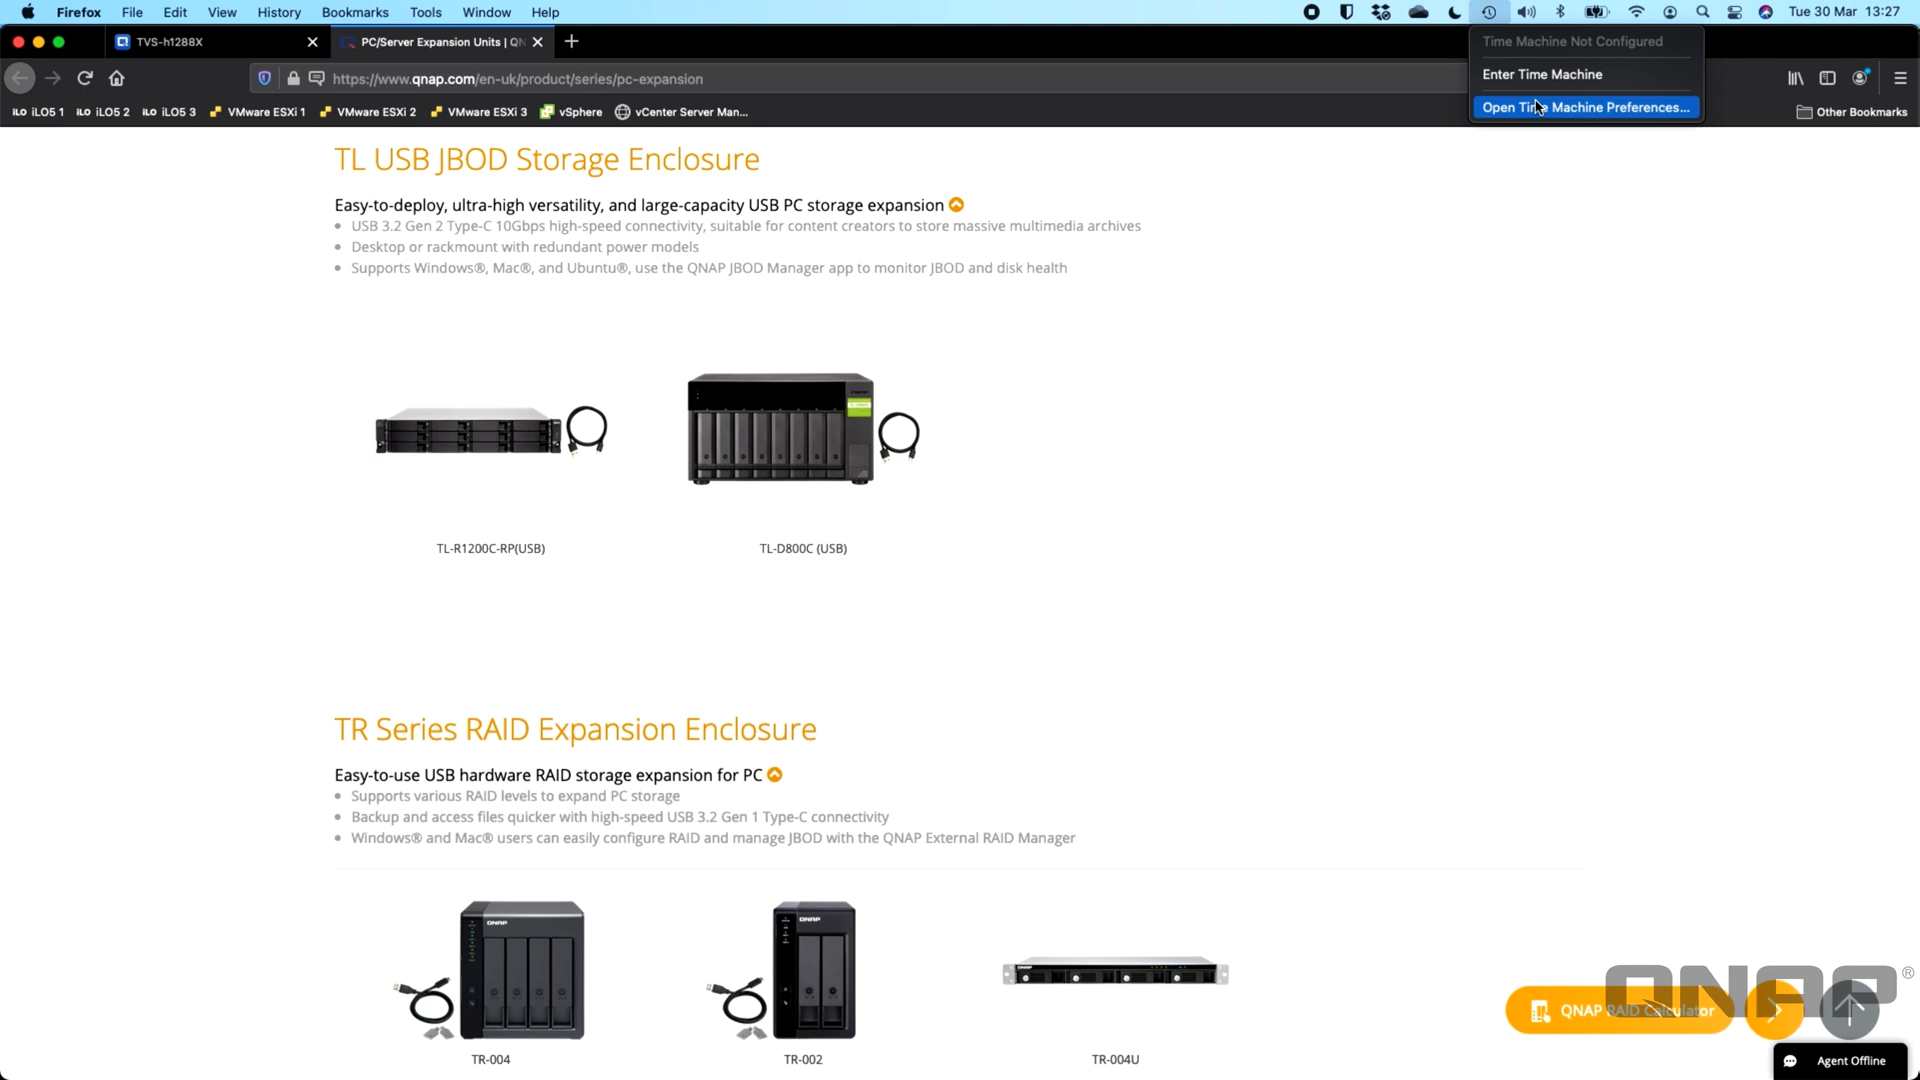 Firefox File Edit View History Bookmarks Tools Window Help
Tue 30 Mar 13:27
TVS-h1288X
PC/Server Expansion Units | QN
Time Machine Not Configured
Enter Time Machine
Open Time Machine Preferences...
https://www.qnap.com/en-uk/product/series/pc-expansion
iLO iLO5 1 iLO iLO5 2 iLO iLO5 3 VMware ESXi 1 VMware ESXi 2 VMware ESXi 3 vSphere vCenter Server Man...
Other Bookmarks
TL USB JBOD Storage Enclosure
Easy-to-deploy, ultra-high versatility, and large-capacity USB PC storage expansion
USB 3.2 Gen 2 Type-C 10Gbps high-speed connectivity, suitable for content creators to store massive multimedia archives
Desktop or rackmount with redundant power models
Supports Windows®, Mac®, and Ubuntu®, use the QNAP JBOD Manager app to monitor JBOD and disk health
TL-R1200C-RP(USB)
TL-D800C (USB)
TR Series RAID Expansion Enclosure
Easy-to-use USB hardware RAID storage expansion for PC
Supports various RAID levels to expand PC storage
Backup and access files quicker with high-speed USB 3.2 Gen 1 Type-C connectivity
Windows® and Mac® users can easily configure RAID and manage JBOD with the QNAP External RAID Manager
QNAP
QNAP
QNAP®
QNAP RAID Calculator
TR-004
TR-002
TR-004U
Agent Offline